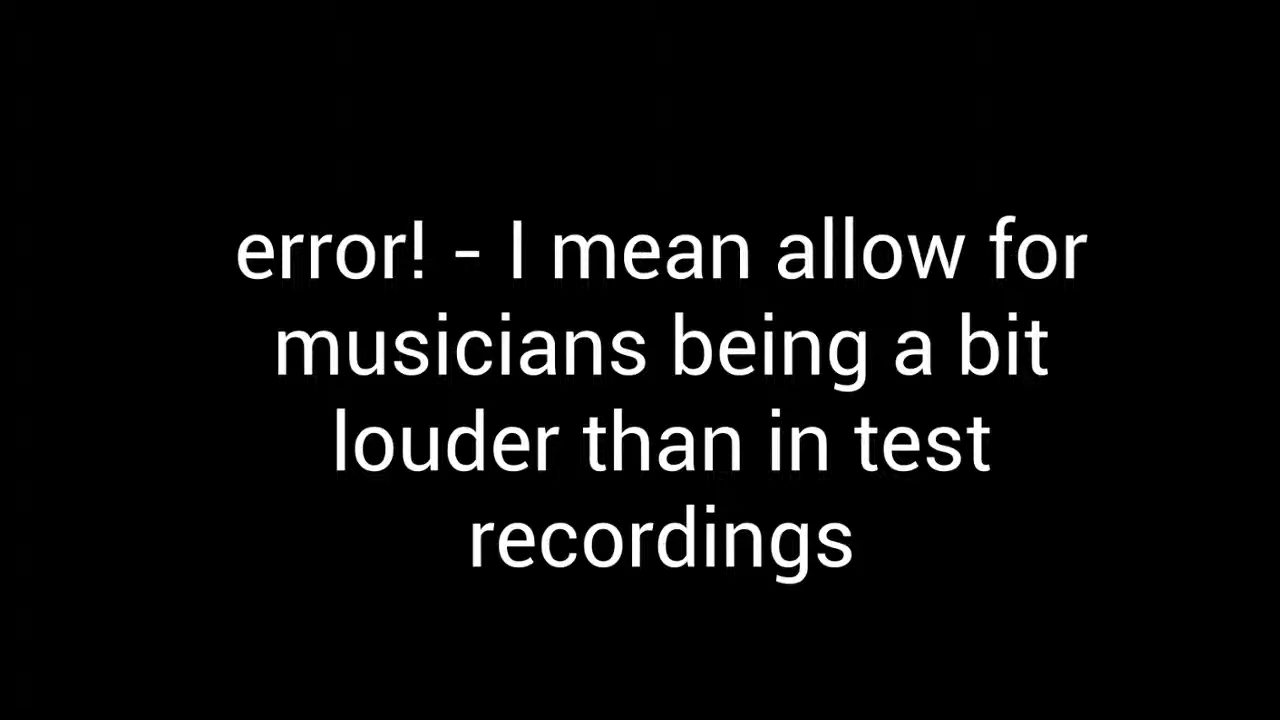 error! - I mean allow for
musicians being a bit
louder than in test
recordings